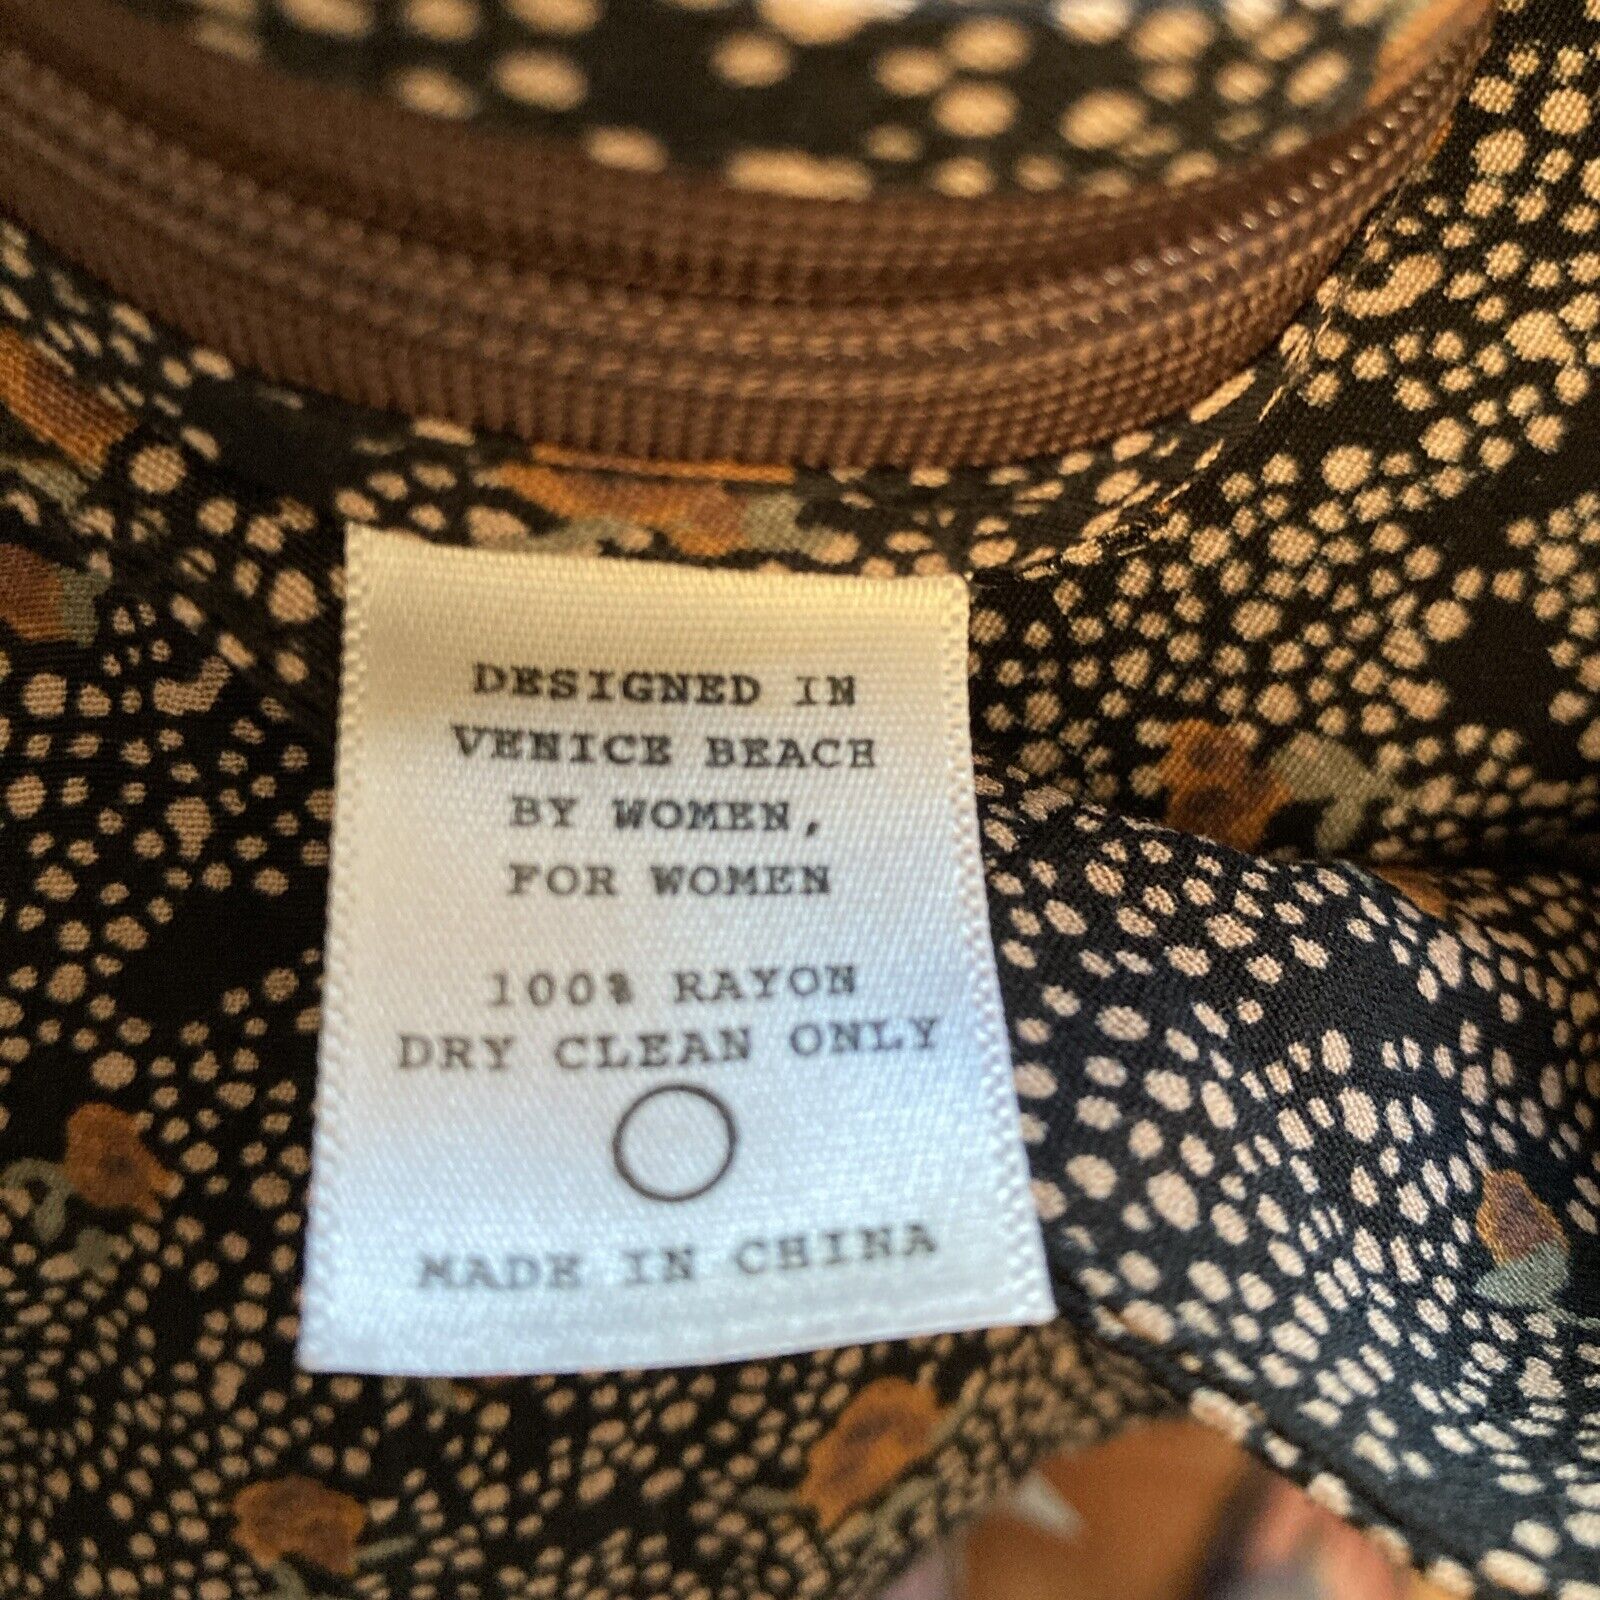 DESIGNED IN
VENICE BEACH
BY WOMEN,
FOR WOMEN
100% RAYON
DRY CLEAN ONLY
MADE IN CHINA